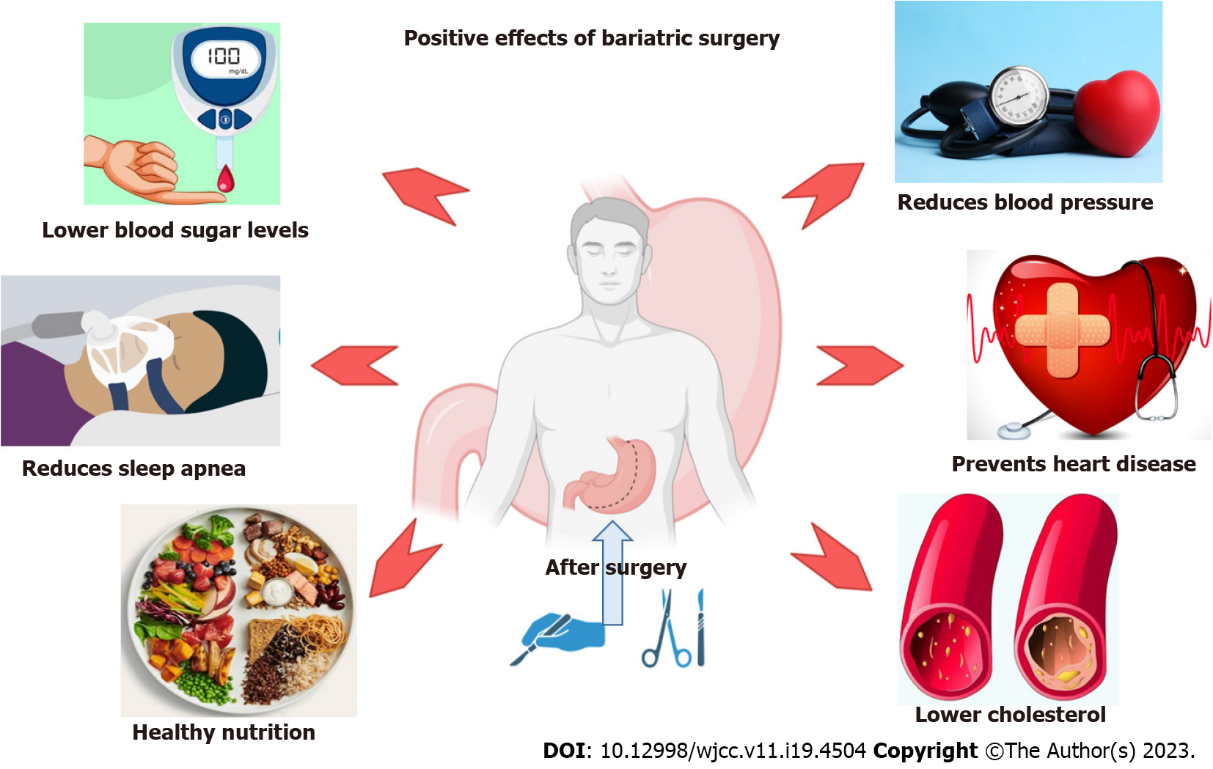 Positive effects of bariatric surgery
100
mg/dL
Lower blood sugar levels
Reduces blood pressure
Reduces sleep apnea
Prevents heart disease
After surgery
Healthy nutrition
Lower cholesterol
DOI: 10.12998/wjcc.v11.i19.4504 Copyright ©The Author(s) 2023.